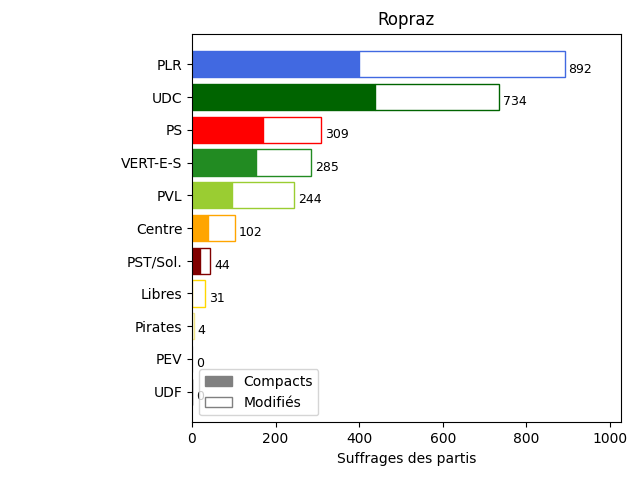 Ropraz
PLR 892
UDC 734
PS 309
VERT-E-S 285
PVL 244
Centre 102
PST/Sol. 44
Libres 31
Pirates 4
PEV 0
UDF 0
Compacts
Modifiés
0 200 400 600 800 1000
Suffrages des partis